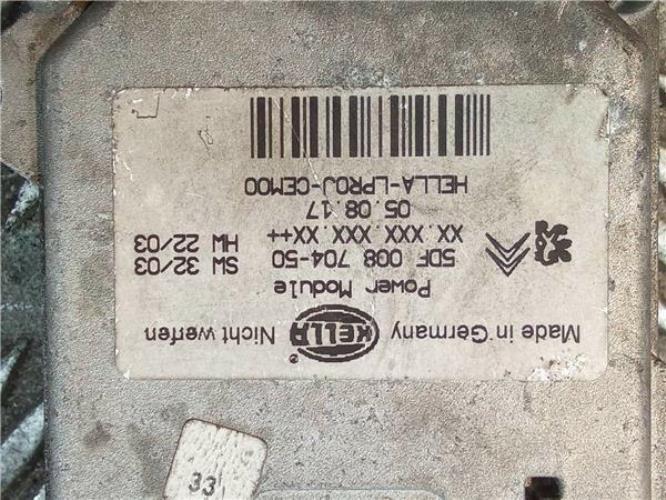 Made in Germany HELLA ® Nicht werfen
Power Module
5DF 008 704-50 SW 32/03
XX.XXX.XXX.XX++ HW 22/03
05.08.17
HELLA-LPROJ-CEM00
33